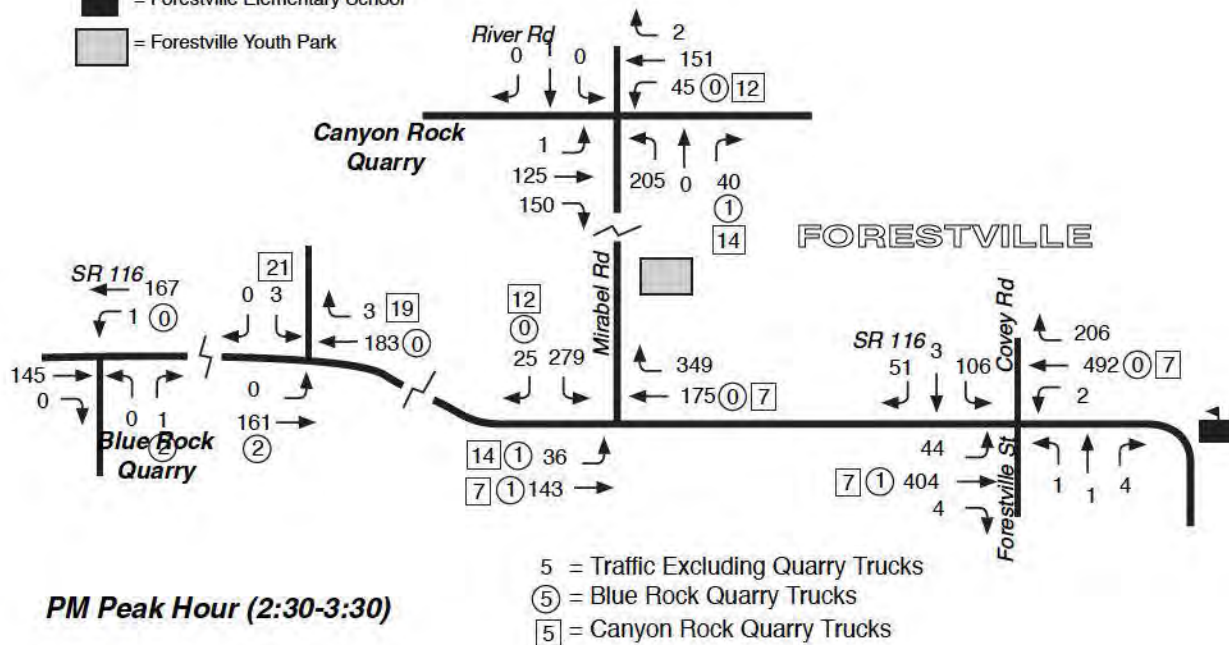 = Forestville Elementary School
= Forestville Youth Park
River Rd
0 1 0
2
151
45 0 12
Canyon Rock
Quarry
1
125
150
205 0 40
1
14
FORESTVILLE
SR 116 167
1 0
0 3
21
3 19
183 0
145
0
0 1
2
Blue Rock
Quarry
0
161
2
12
0
25 279
Mirabel Rd
349
175 0 7
14 1 36
7 1 143
SR 116
51 3 106
Covey Rd
206
492 0 7
2
44
7 1 404
4
Forestville St
1 1 4
PM Peak Hour (2:30-3:30)
5 = Traffic Excluding Quarry Trucks
5 = Blue Rock Quarry Trucks
5 = Canyon Rock Quarry Trucks